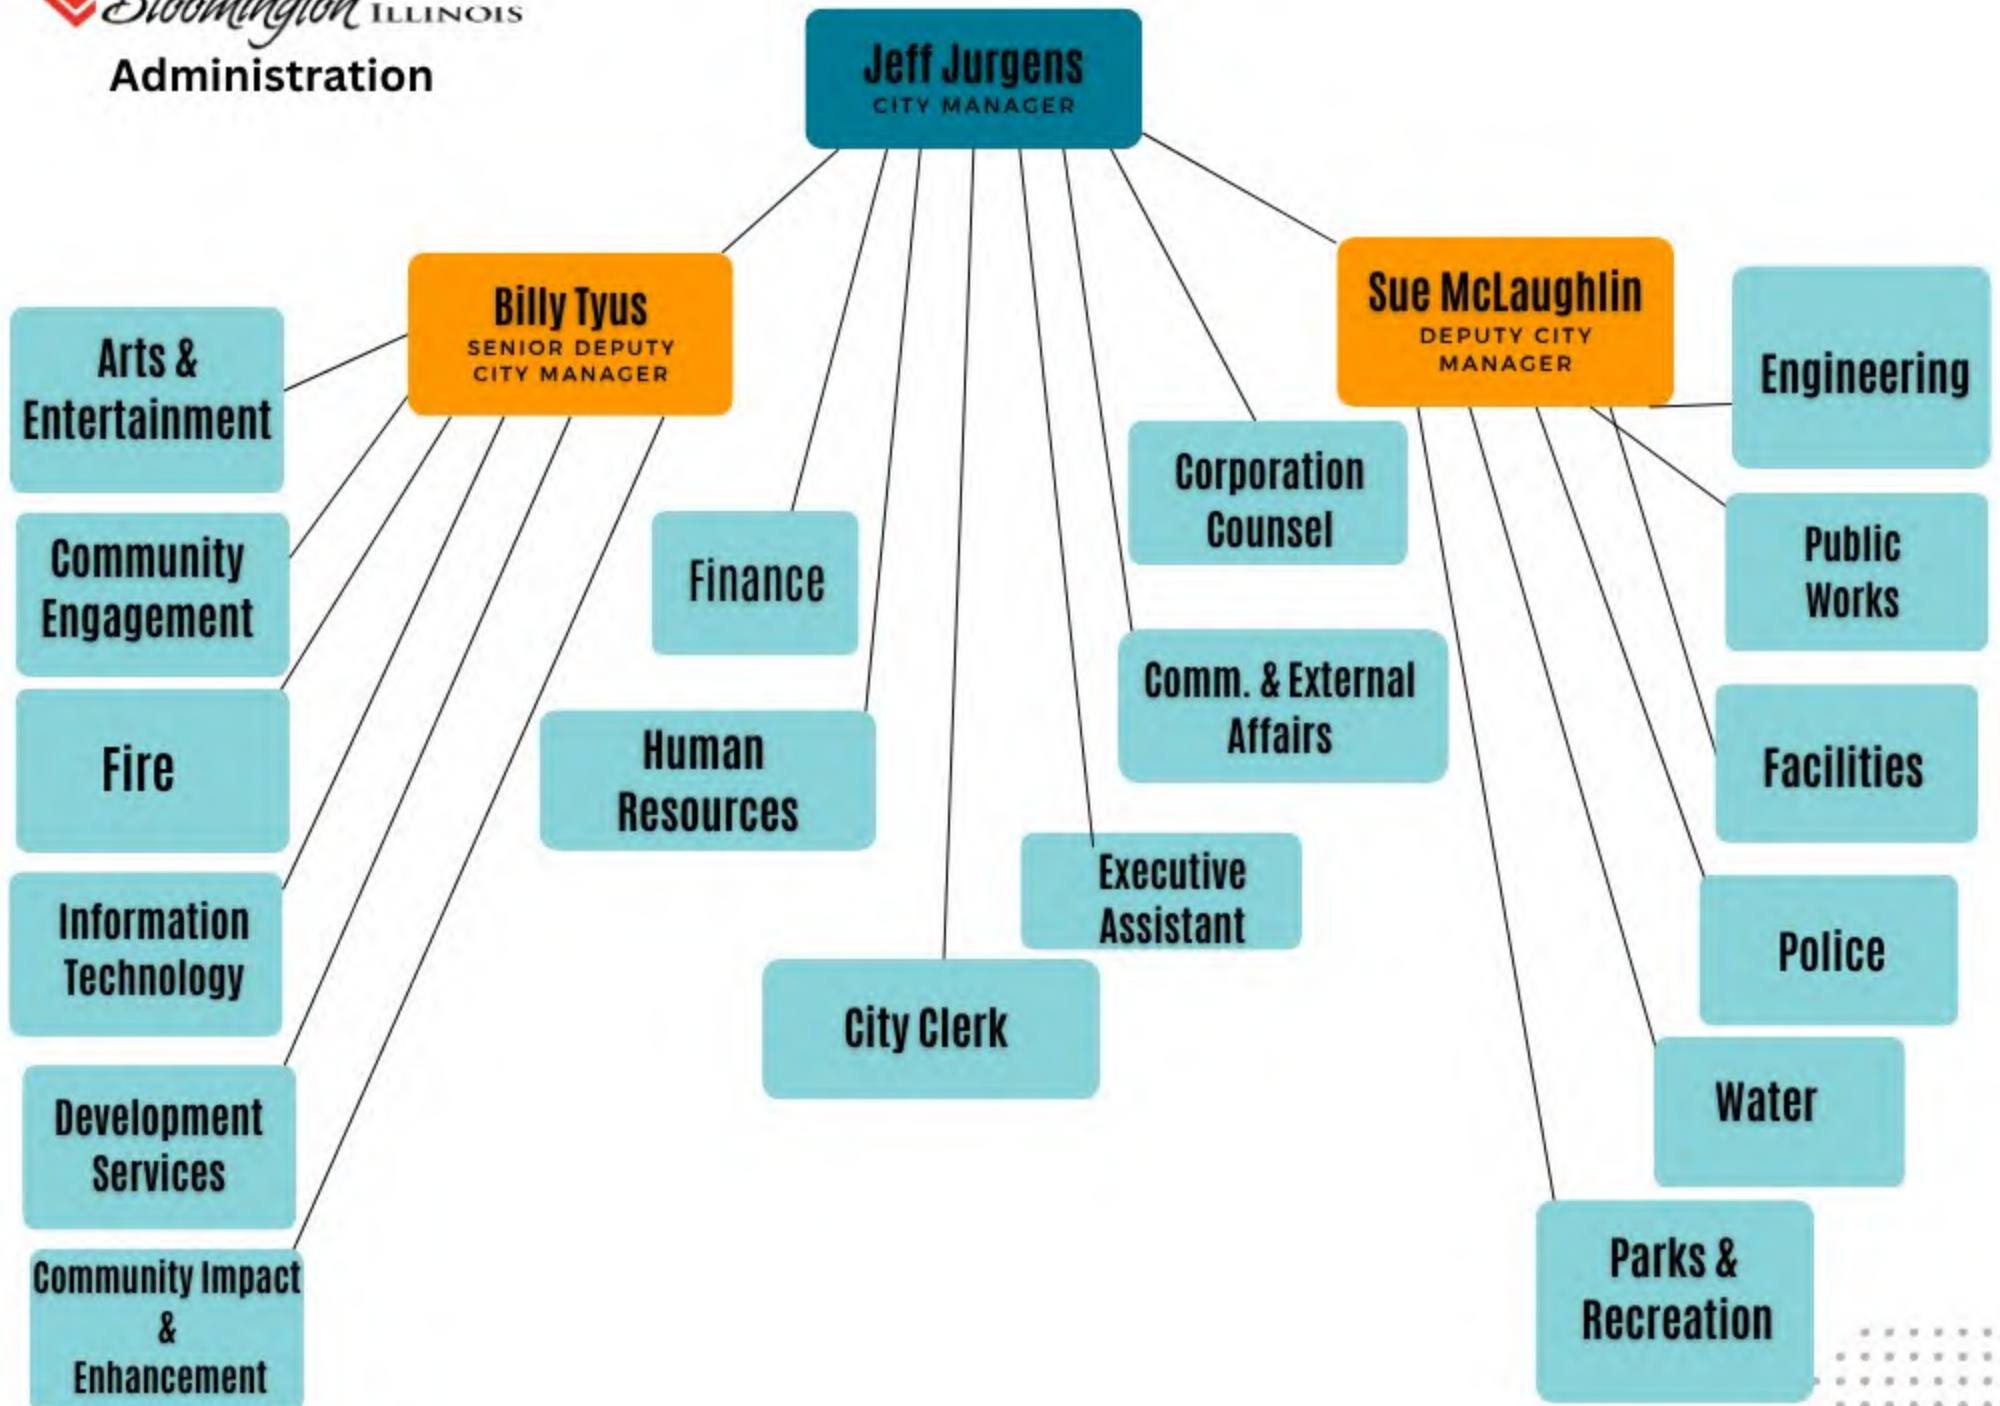 Bloomington ILLINOIS
Administration
Jeff Jurgens
CITY MANAGER
Billy Tyus
SENIOR DEPUTY
CITY MANAGER
Sue McLaughlin
DEPUTY CITY
MANAGER
Arts &
Entertainment
Community
Engagement
Fire
Information
Technology
Development
Services
Community Impact
&
Enhancement
Finance
Human
Resources
City Clerk
Executive
Assistant
Comm. & External
Affairs
Corporation
Counsel
Engineering
Public
Works
Facilities
Police
Water
Parks &
Recreation